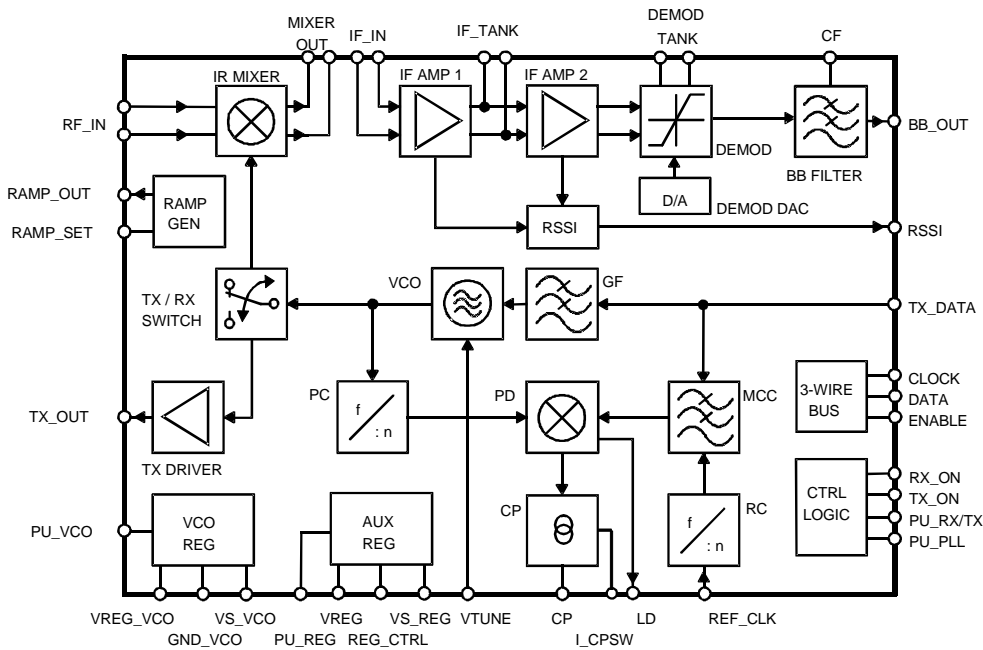 MIXER
OUT
IF_IN
IF_TANK
DEMOD
TANK
CF
IR MIXER
IF AMP 1
IF AMP 2
RF_IN
BB_OUT
DEMOD
BB FILTER
RAMP_OUT
RAMP
GEN
D/A
DEMOD DAC
RAMP_SET
RSSI
RSSI
TX / RX
SWITCH
VCO
GF
TX_DATA
3-WIRE
BUS
CLOCK
DATA
ENABLE
TX_OUT
PC
f
: n
PD
MCC
TX DRIVER
CTRL
LOGIC
RX_ON
TX_ON
PU_RX/TX
PU_PLL
PU_VCO
VCO
REG
AUX
REG
CP
f
: n
RC
VREG_VCO
GND_VCO
VS_VCO
PU_REG
VREG
REG_CTRL
VS_REG
VTUNE
CP
I_CPSW
LD
REF_CLK